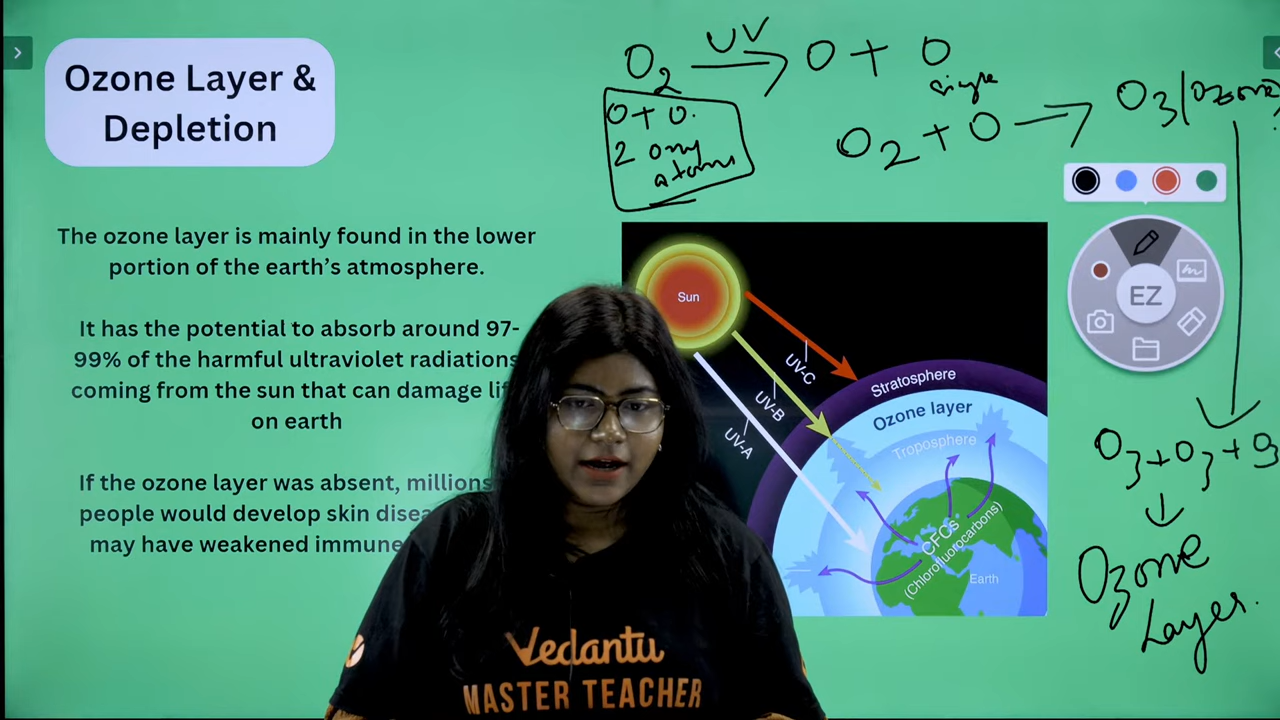 Ozone Layer &
Depletion
The ozone layer is mainly found in the lower
portion of the earth's atmosphere.
It has the potential to absorb around 97-
99% of the harmful ultraviolet radiations
coming from the sun that can damage
on earth
If the ozone layer was absent, millions
people would develop skin
may have weakened immune
O2 UV O + O
O + O.
2 oxy
atoms
single
O2 + O → O3/Ozone
Sun
UV-C
UV-B
UV-A
Stratosphere
Ozone layer
Troposphere
CFCs
(Chlorofluorocarbons)
Earth
EZ
O3 + O3 +
Ozone
Layer.
Vedantu
MASTER TEACHER